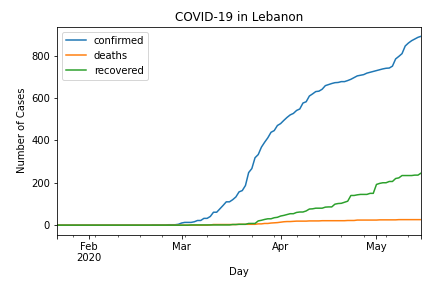 COVID-19 in Lebanon
confirmed
deaths
recovered
Number of Cases
800
600
400
200
0
Feb
2020
Mar
Apr
May
Day